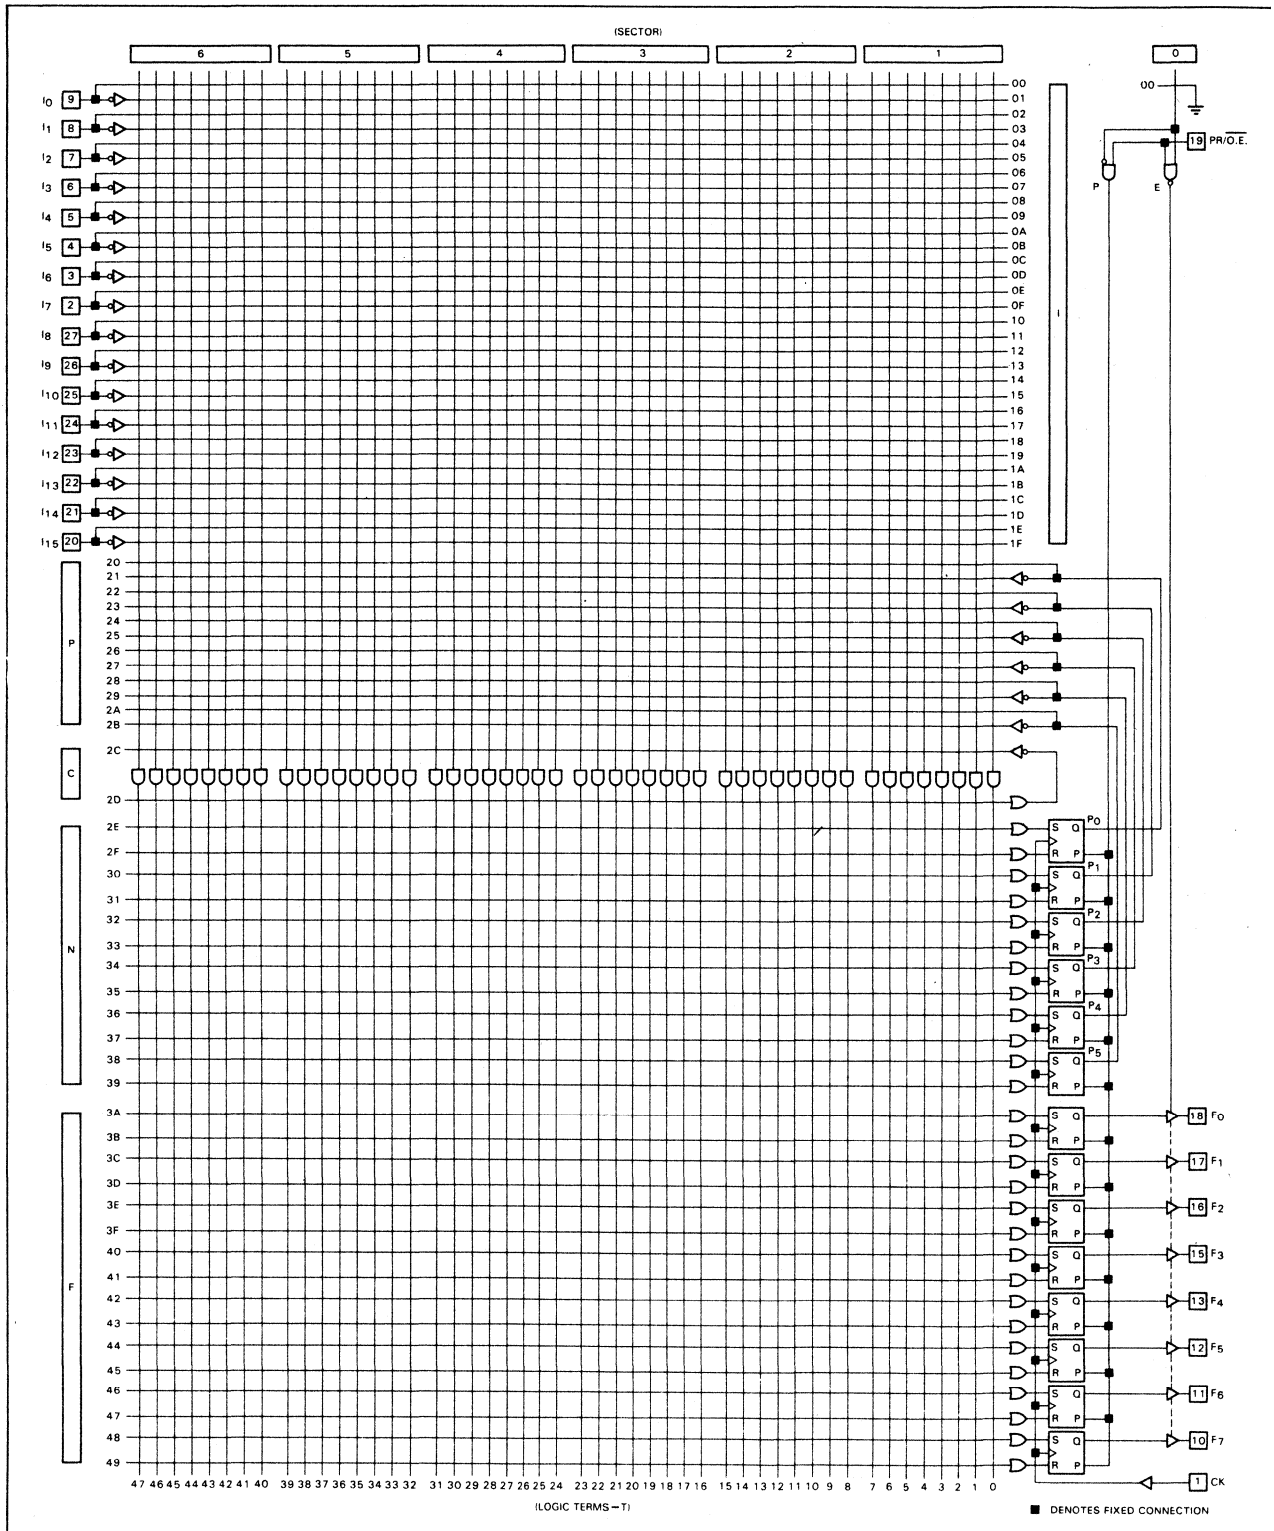 (SECTOR)
6 5 4 3 2 1 0
00 00
I0 9 01
02
I1 8 03
04 19 PR/O.E.
I2 7 05
06
I3 6 07 P E
08
I4 5 09
0A
I5 4 0B
0C
I6 3 0D
0E
I7 2 0F
10 I
I8 27 11
12
I9 26 13
14
I10 25 15
16
I11 24 17
18
I12 23 19
1A
I13 22 1B
1C
I14 21 1D
1E
I15 20 1F
20
21
22
23
24
25
P 26
27
28
29
2A
2B
2C
C
2D
2E S Q P0
2F R P
30 S Q P1
31 R P
32 S Q P2
N 33 R P
34 S Q P3
35 R P
36 S Q P4
37 R P
38 S Q P5
39 R P
3A S Q 18 F0
3B R P
3C S Q 17 F1
3D R P
3E S Q 16 F2
3F R P
40 S Q 15 F3
F 41 R P
42 S Q 13 F4
43 R P
44 S Q 12 F5
45 R P
46 S Q 11 F6
47 R P
48 S Q 10 F7
49 R P
47 46 45 44 43 42 41 40 39 38 37 36 35 34 33 32 31 30 29 28 27 26 25 24 23 22 21 20 19 18 17 16 15 14 13 12 11 10 9 8 7 6 5 4 3 2 1 0 1 CK
(LOGIC TERMS–T)
■ DENOTES FIXED CONNECTION